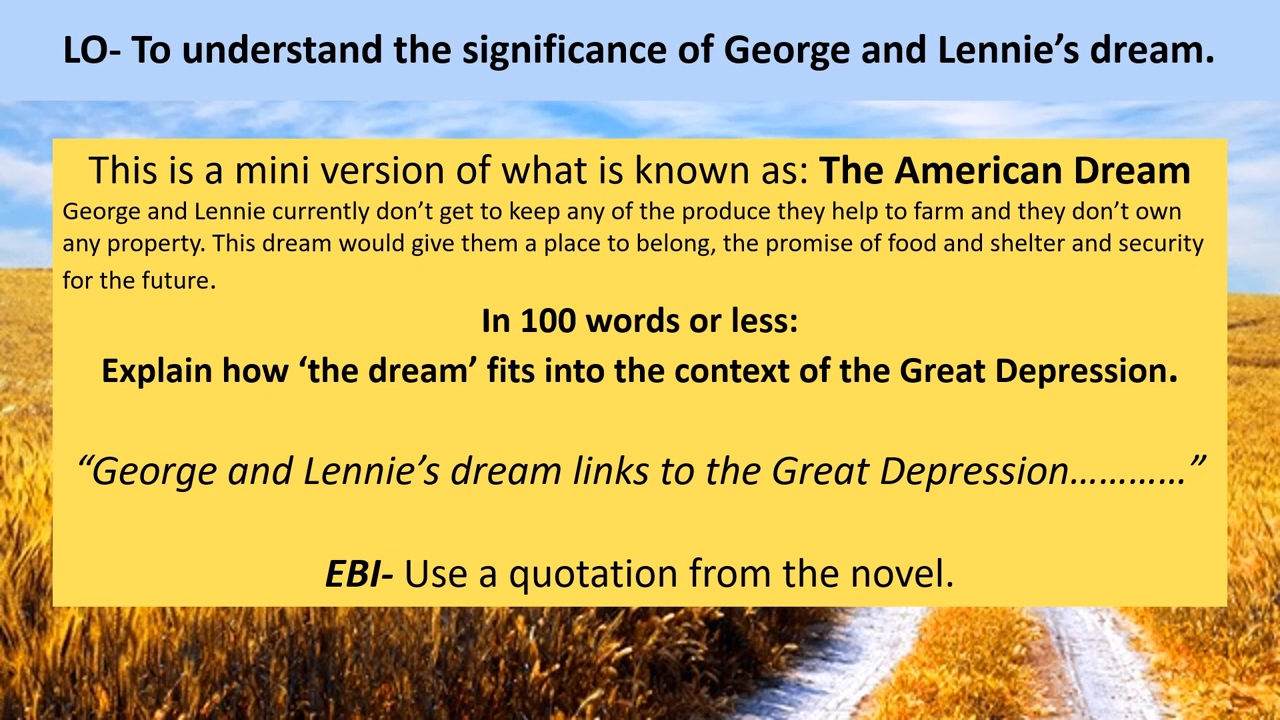 LO- To understand the significance of George and Lennie’s dream.
This is a mini version of what is known as: The American Dream
George and Lennie currently don’t get to keep any of the produce they help to farm and they don’t own
any property. This dream would give them a place to belong, the promise of food and shelter and security
for the future.
In 100 words or less:
Explain how ‘the dream’ fits into the context of the Great Depression.
“George and Lennie’s dream links to the Great Depression…………”
EBI- Use a quotation from the novel.